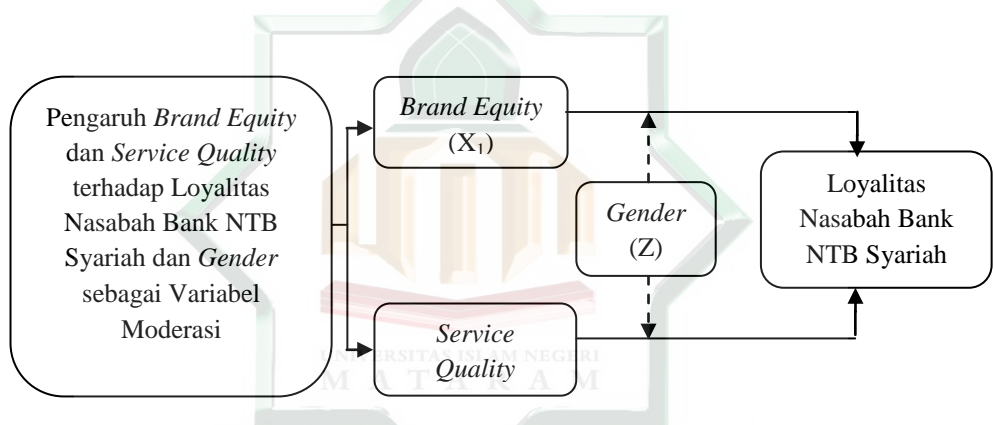 Pengaruh Brand Equity
dan Service Quality
terhadap Loyalitas
Nasabah Bank NTB
Syariah dan Gender
sebagai Variabel
Moderasi
Brand Equity
(X₁)
Gender
(Z)
Service
Quality
Loyalitas
Nasabah Bank
NTB Syariah
UNIVERSITAS ISLAM NEGERI
MATARAM